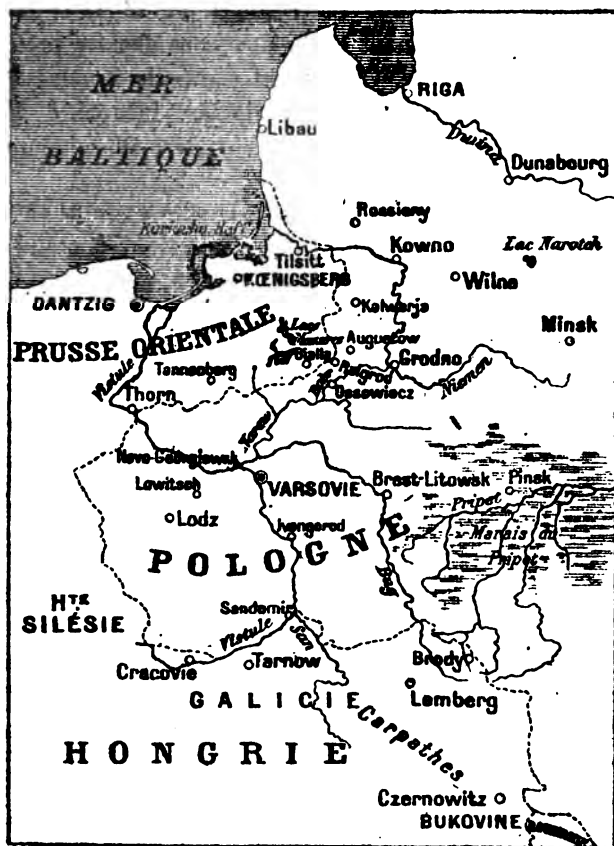 MER
BALTIQUE
RIGA
Libau
Dwina
Dunabourg
Rossieny
Kowno
Lac Narotch
Tilsitt
KŒNIGSBERG
Wilna
DANTZIG
Kalwarja
Minsk
PRUSSE ORIENTALE
Lacs
Augustow
Tannenberg
Bialla
Grodno
Niemen
Vistule
Thorn
Ossowiecz
Narew
Novo-Georgiewsk
Lowitsch
VARSOVIE
Brest-Litowsk
Pinsk
Pripet
Lodz
Ivangorod
Marais du
Pripet
POLOGNE
Bug
Hte
SILÉSIE
Sandomir
Vistule
San
Cracovie
Tarnow
Brody
GALICIE
Lemberg
Carpathes
HONGRIE
Czernowitz
BUKOVINE